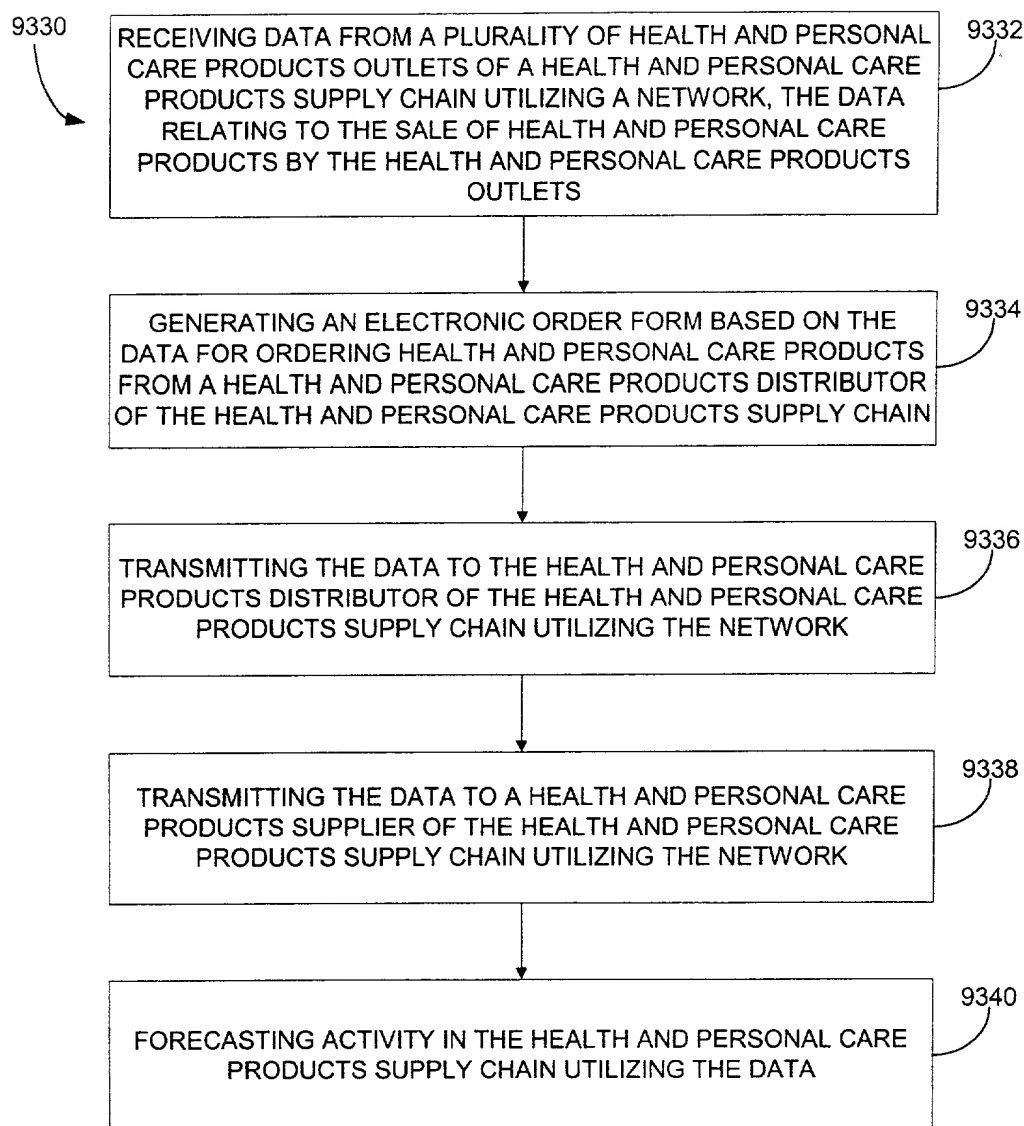 9330
RECEIVING DATA FROM A PLURALITY OF HEALTH AND PERSONAL
CARE PRODUCTS OUTLETS OF A HEALTH AND PERSONAL CARE
PRODUCTS SUPPLY CHAIN UTILIZING A NETWORK, THE DATA
RELATING TO THE SALE OF HEALTH AND PERSONAL CARE
PRODUCTS BY THE HEALTH AND PERSONAL CARE PRODUCTS
OUTLETS
9332
GENERATING AN ELECTRONIC ORDER FORM BASED ON THE
DATA FOR ORDERING HEALTH AND PERSONAL CARE PRODUCTS
FROM A HEALTH AND PERSONAL CARE PRODUCTS DISTRIBUTOR
OF THE HEALTH AND PERSONAL CARE PRODUCTS SUPPLY CHAIN
9334
TRANSMITTING THE DATA TO THE HEALTH AND PERSONAL CARE
PRODUCTS DISTRIBUTOR OF THE HEALTH AND PERSONAL CARE
PRODUCTS SUPPLY CHAIN UTILIZING THE NETWORK
9336
TRANSMITTING THE DATA TO A HEALTH AND PERSONAL CARE
PRODUCTS SUPPLIER OF THE HEALTH AND PERSONAL CARE
PRODUCTS SUPPLY CHAIN UTILIZING THE NETWORK
9338
FORECASTING ACTIVITY IN THE HEALTH AND PERSONAL CARE
PRODUCTS SUPPLY CHAIN UTILIZING THE DATA
9340